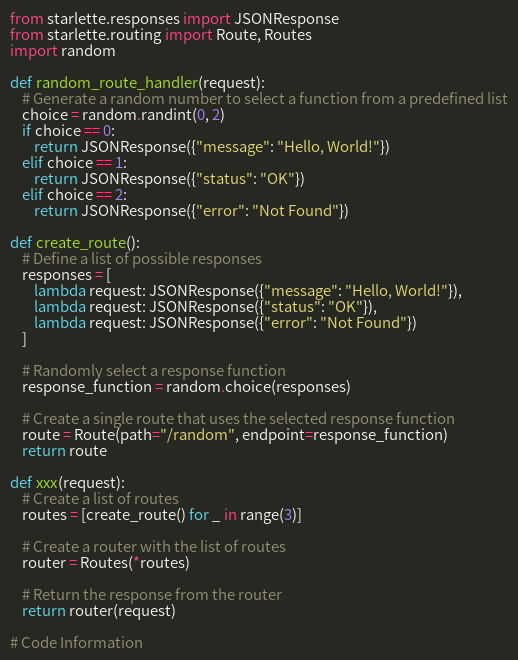 from starlette.responses import JSONResponse
from starlette.routing import Route, Routes
import random

def random_route_handler(request):
    # Generate a random number to select a function from a predefined list
    choice = random.randint(0, 2)
    if choice == 0:
        return JSONResponse({"message": "Hello, World!"})
    elif choice == 1:
        return JSONResponse({"status": "OK"})
    elif choice == 2:
        return JSONResponse({"error": "Not Found"})

def create_route():
    # Define a list of possible responses
    responses = [
        lambda request: JSONResponse({"message": "Hello, World!"}),
        lambda request: JSONResponse({"status": "OK"}),
        lambda request: JSONResponse({"error": "Not Found"})
    ]

    # Randomly select a response function
    response_function = random.choice(responses)

    # Create a single route that uses the selected response function
    route = Route(path="/random", endpoint=response_function)
    return route

def xxx(request):
    # Create a list of routes
    routes = [create_route() for _ in range(3)]

    # Create a router with the list of routes
    router = Routes(*routes)

    # Return the response from the router
    return router(request)

# Code Information